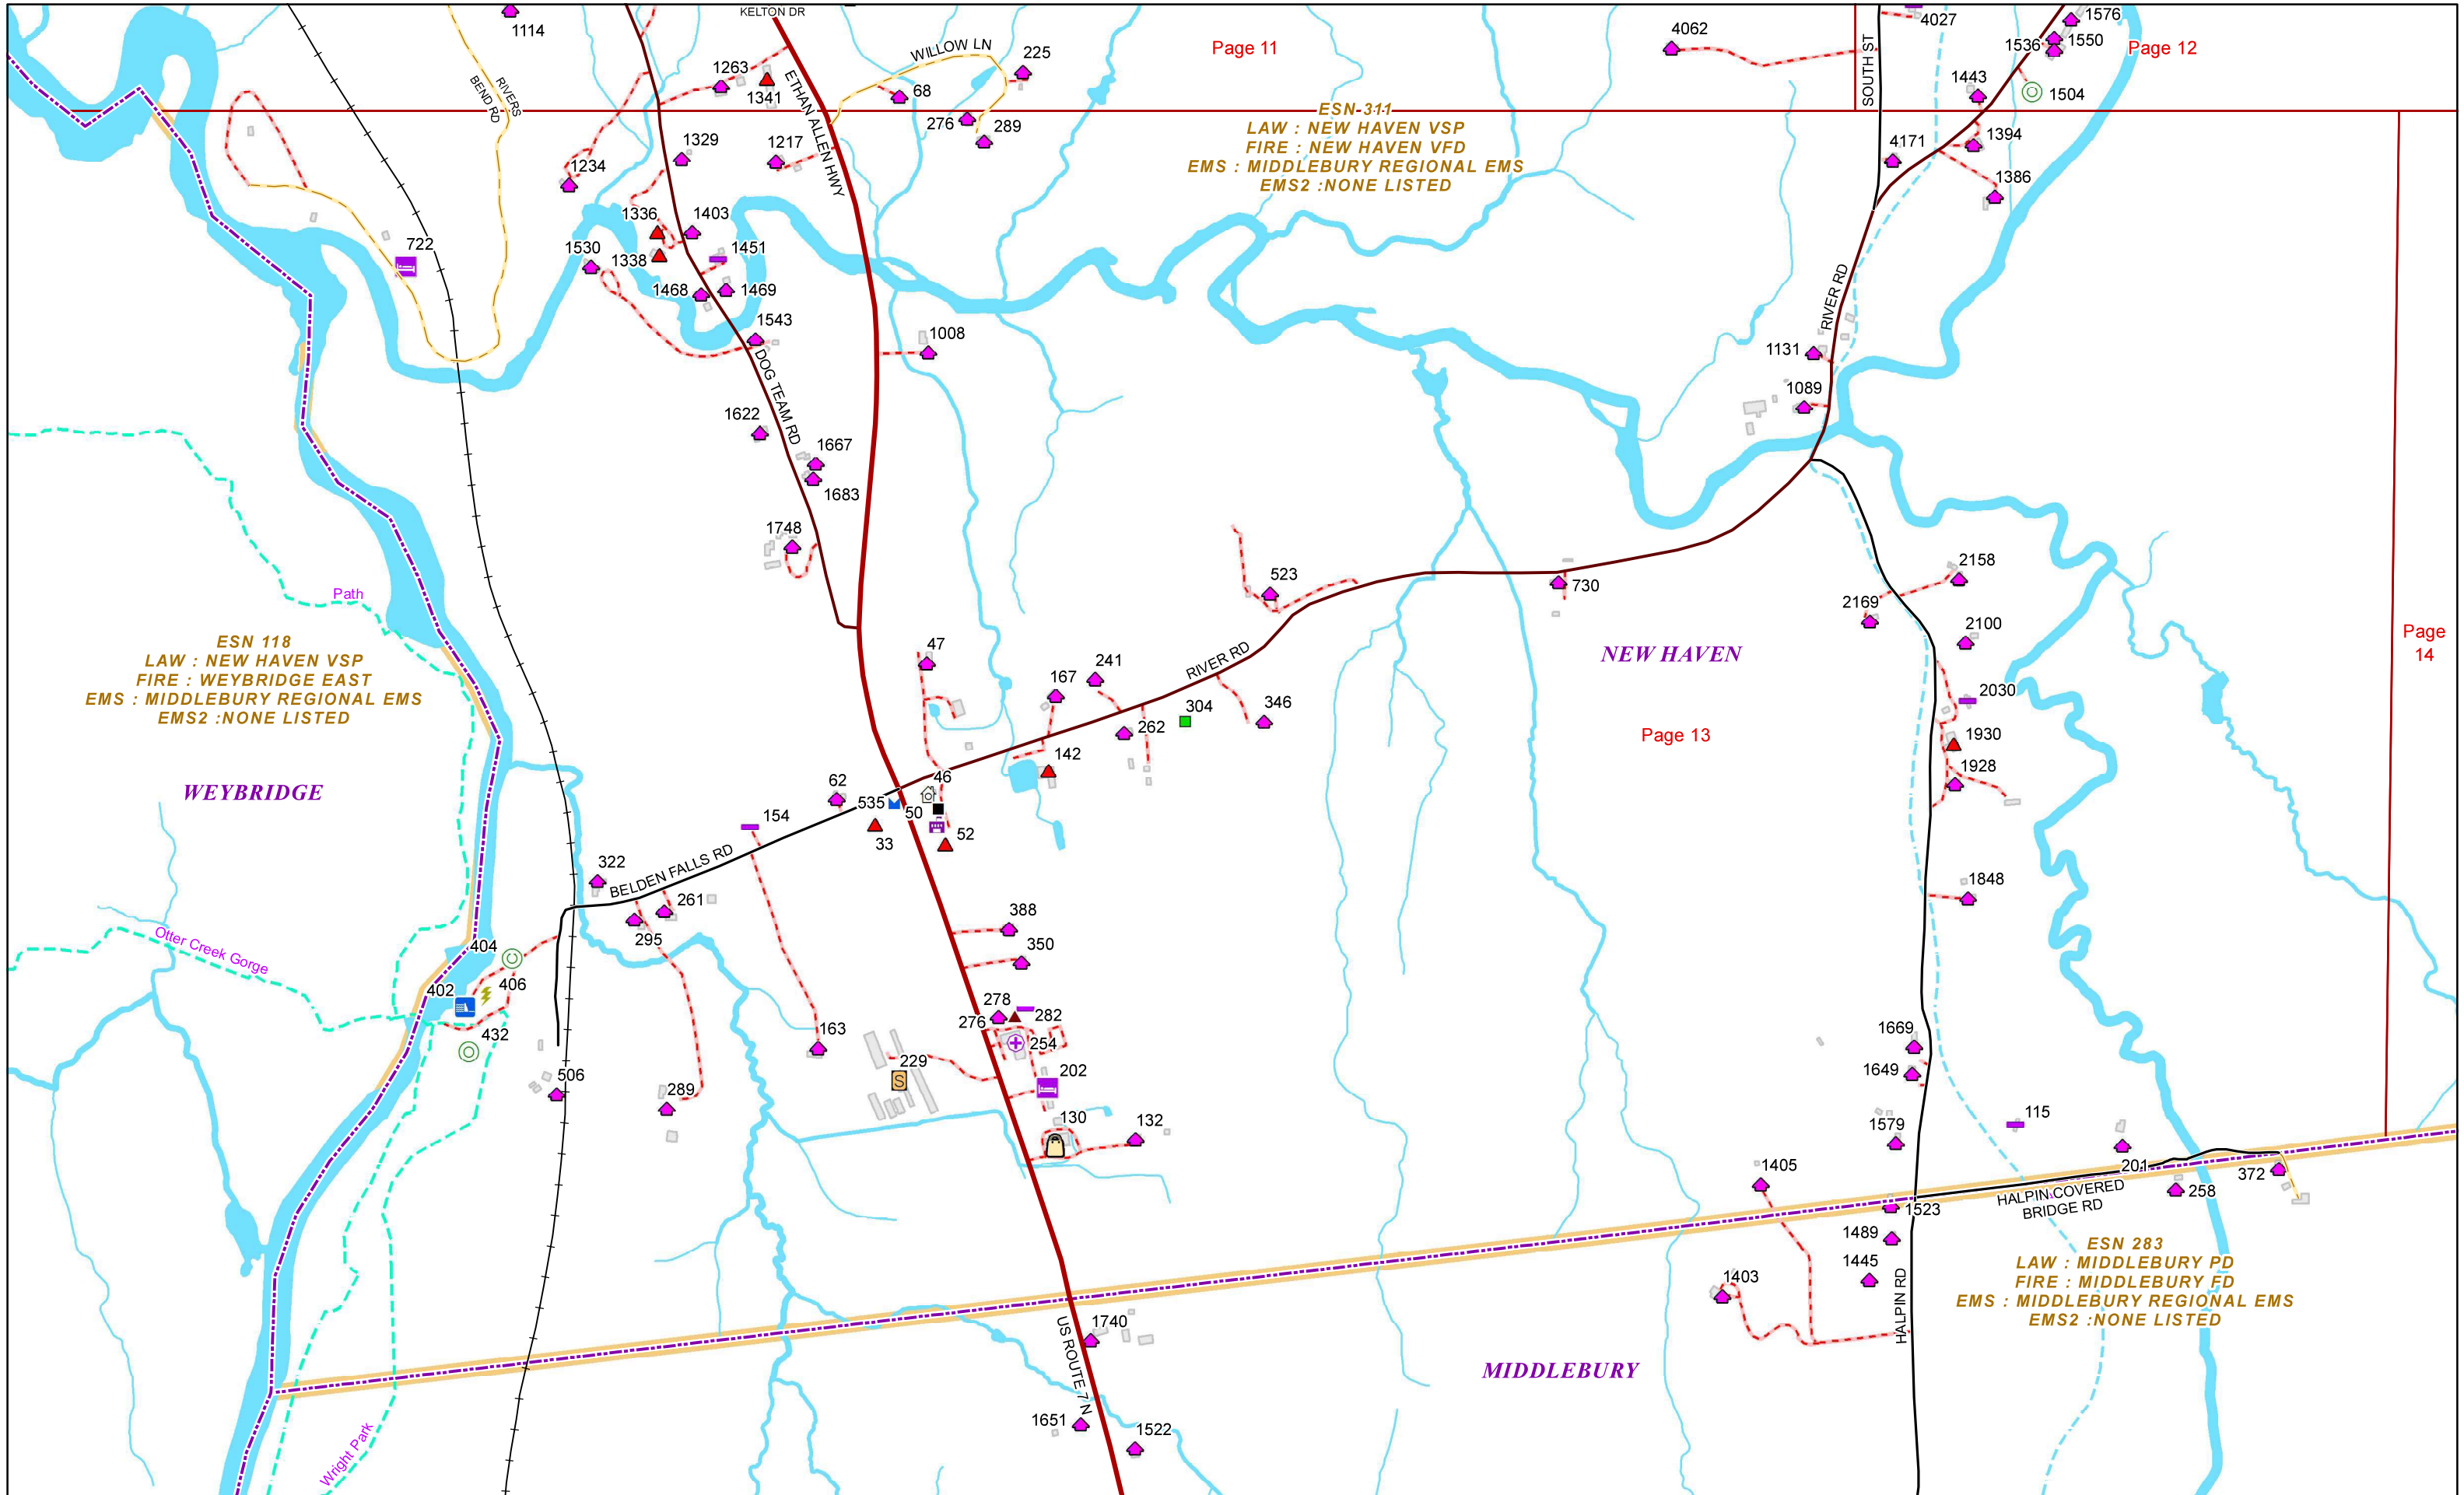 KELTON DR
1114
WILLOW LN
225
Page 11
4062
SOUTH ST
4027
1576
1536
1550
Page 12
1263
1341
ETHAN ALLEN HWY
68
RIVERS
BEND RD
1443
1504
276
289
ESN 311
LAW : NEW HAVEN VSP
FIRE : NEW HAVEN VFD
EMS : MIDDLEBURY REGIONAL EMS
EMS2 :NONE LISTED
1329
1217
1394
4171
1234
1386
1336
1403
722
1530
1338
1451
1468
1469
RIVER RD
1543
1008
1131
DOG TEAM RD
1089
1622
1667
1683
1748
523
730
2158
2169
Path
ESN 118
LAW : NEW HAVEN VSP
FIRE : WEYBRIDGE EAST
EMS : MIDDLEBURY REGIONAL EMS
EMS2 :NONE LISTED
2100
Page
14
47
241
RIVER RD
NEW HAVEN
167
2030
304
346
262
Page 13
1930
142
1928
WEYBRIDGE
62
46
535
50
154
33
52
BELDEN FALLS RD
322
1848
261
295
388
Otter Creek Gorge
404
350
402
406
278
276
282
432
163
254
1669
229
202
1649
506
289
130
132
115
1579
1405
201
372
258
HALPIN COVERED
BRIDGE RD
1523
1489
ESN 283
LAW : MIDDLEBURY PD
FIRE : MIDDLEBURY FD
EMS : MIDDLEBURY REGIONAL EMS
EMS2 :NONE LISTED
1445
1403
HALPIN RD
1740
US ROUTE 7 N
MIDDLEBURY
1651
1522
Wright Park